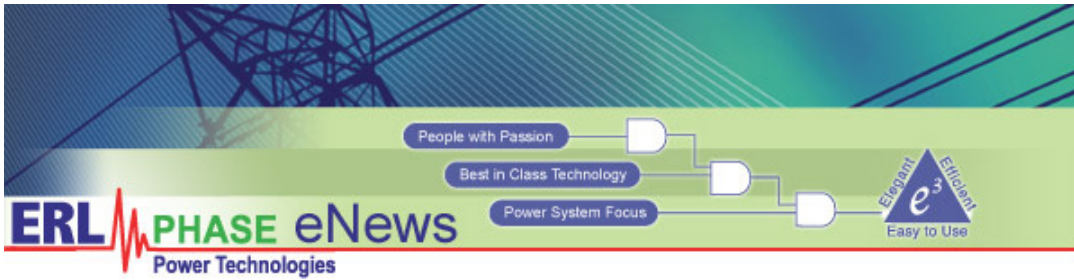 People with Passion
Best in Class Technology
Power System Focus
Elegant
Efficient
e³
Easy to Use
ERL PHASE eNews
Power Technologies